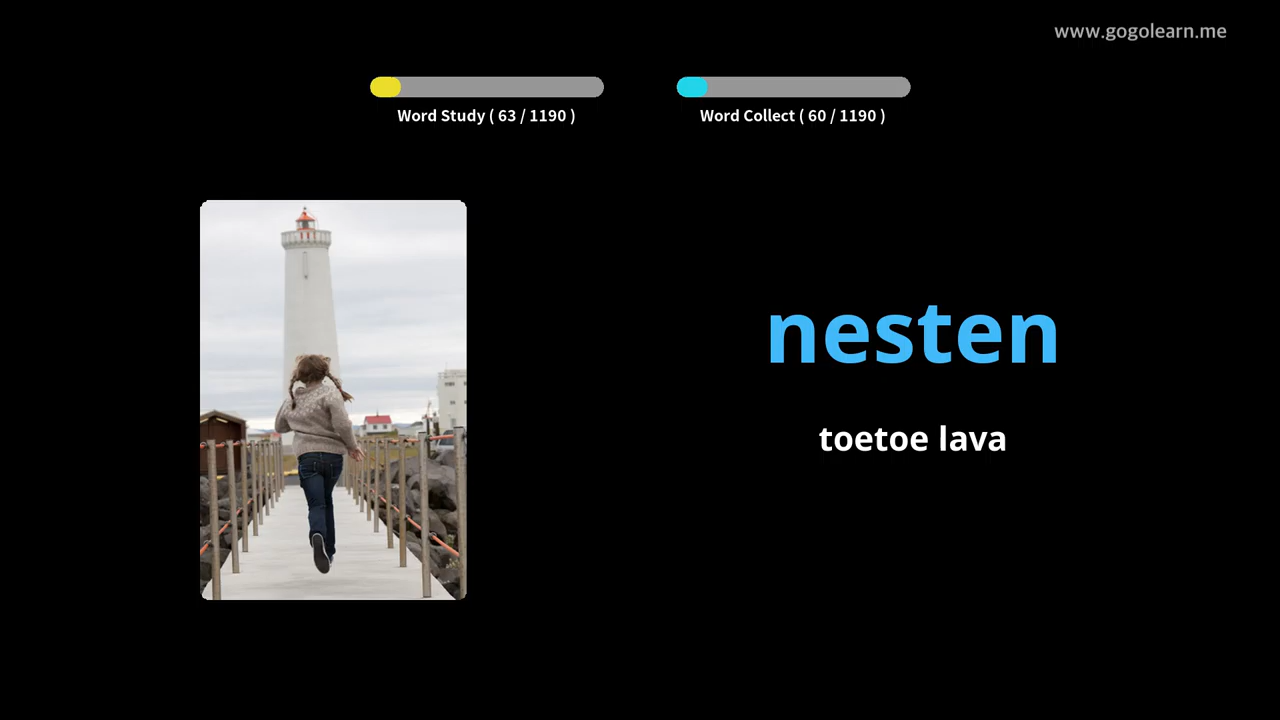 www.gogolearn.me
Word Study ( 63 / 1190 )
Word Collect ( 60 / 1190 )
nesten
toetoe lava